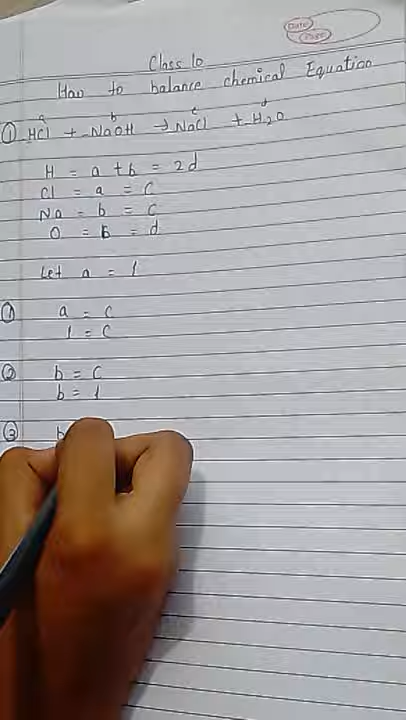 Date:
Page:
Class 10
How to balance chemical Equation
a b c d
① HCl + NaOH → NaCl + H2O
H = a + b = 2d
Cl = a = c
Na = b = c
O = b = d
Let a = 1
① a = c
1 = c
② b = c
b = 1
③ b